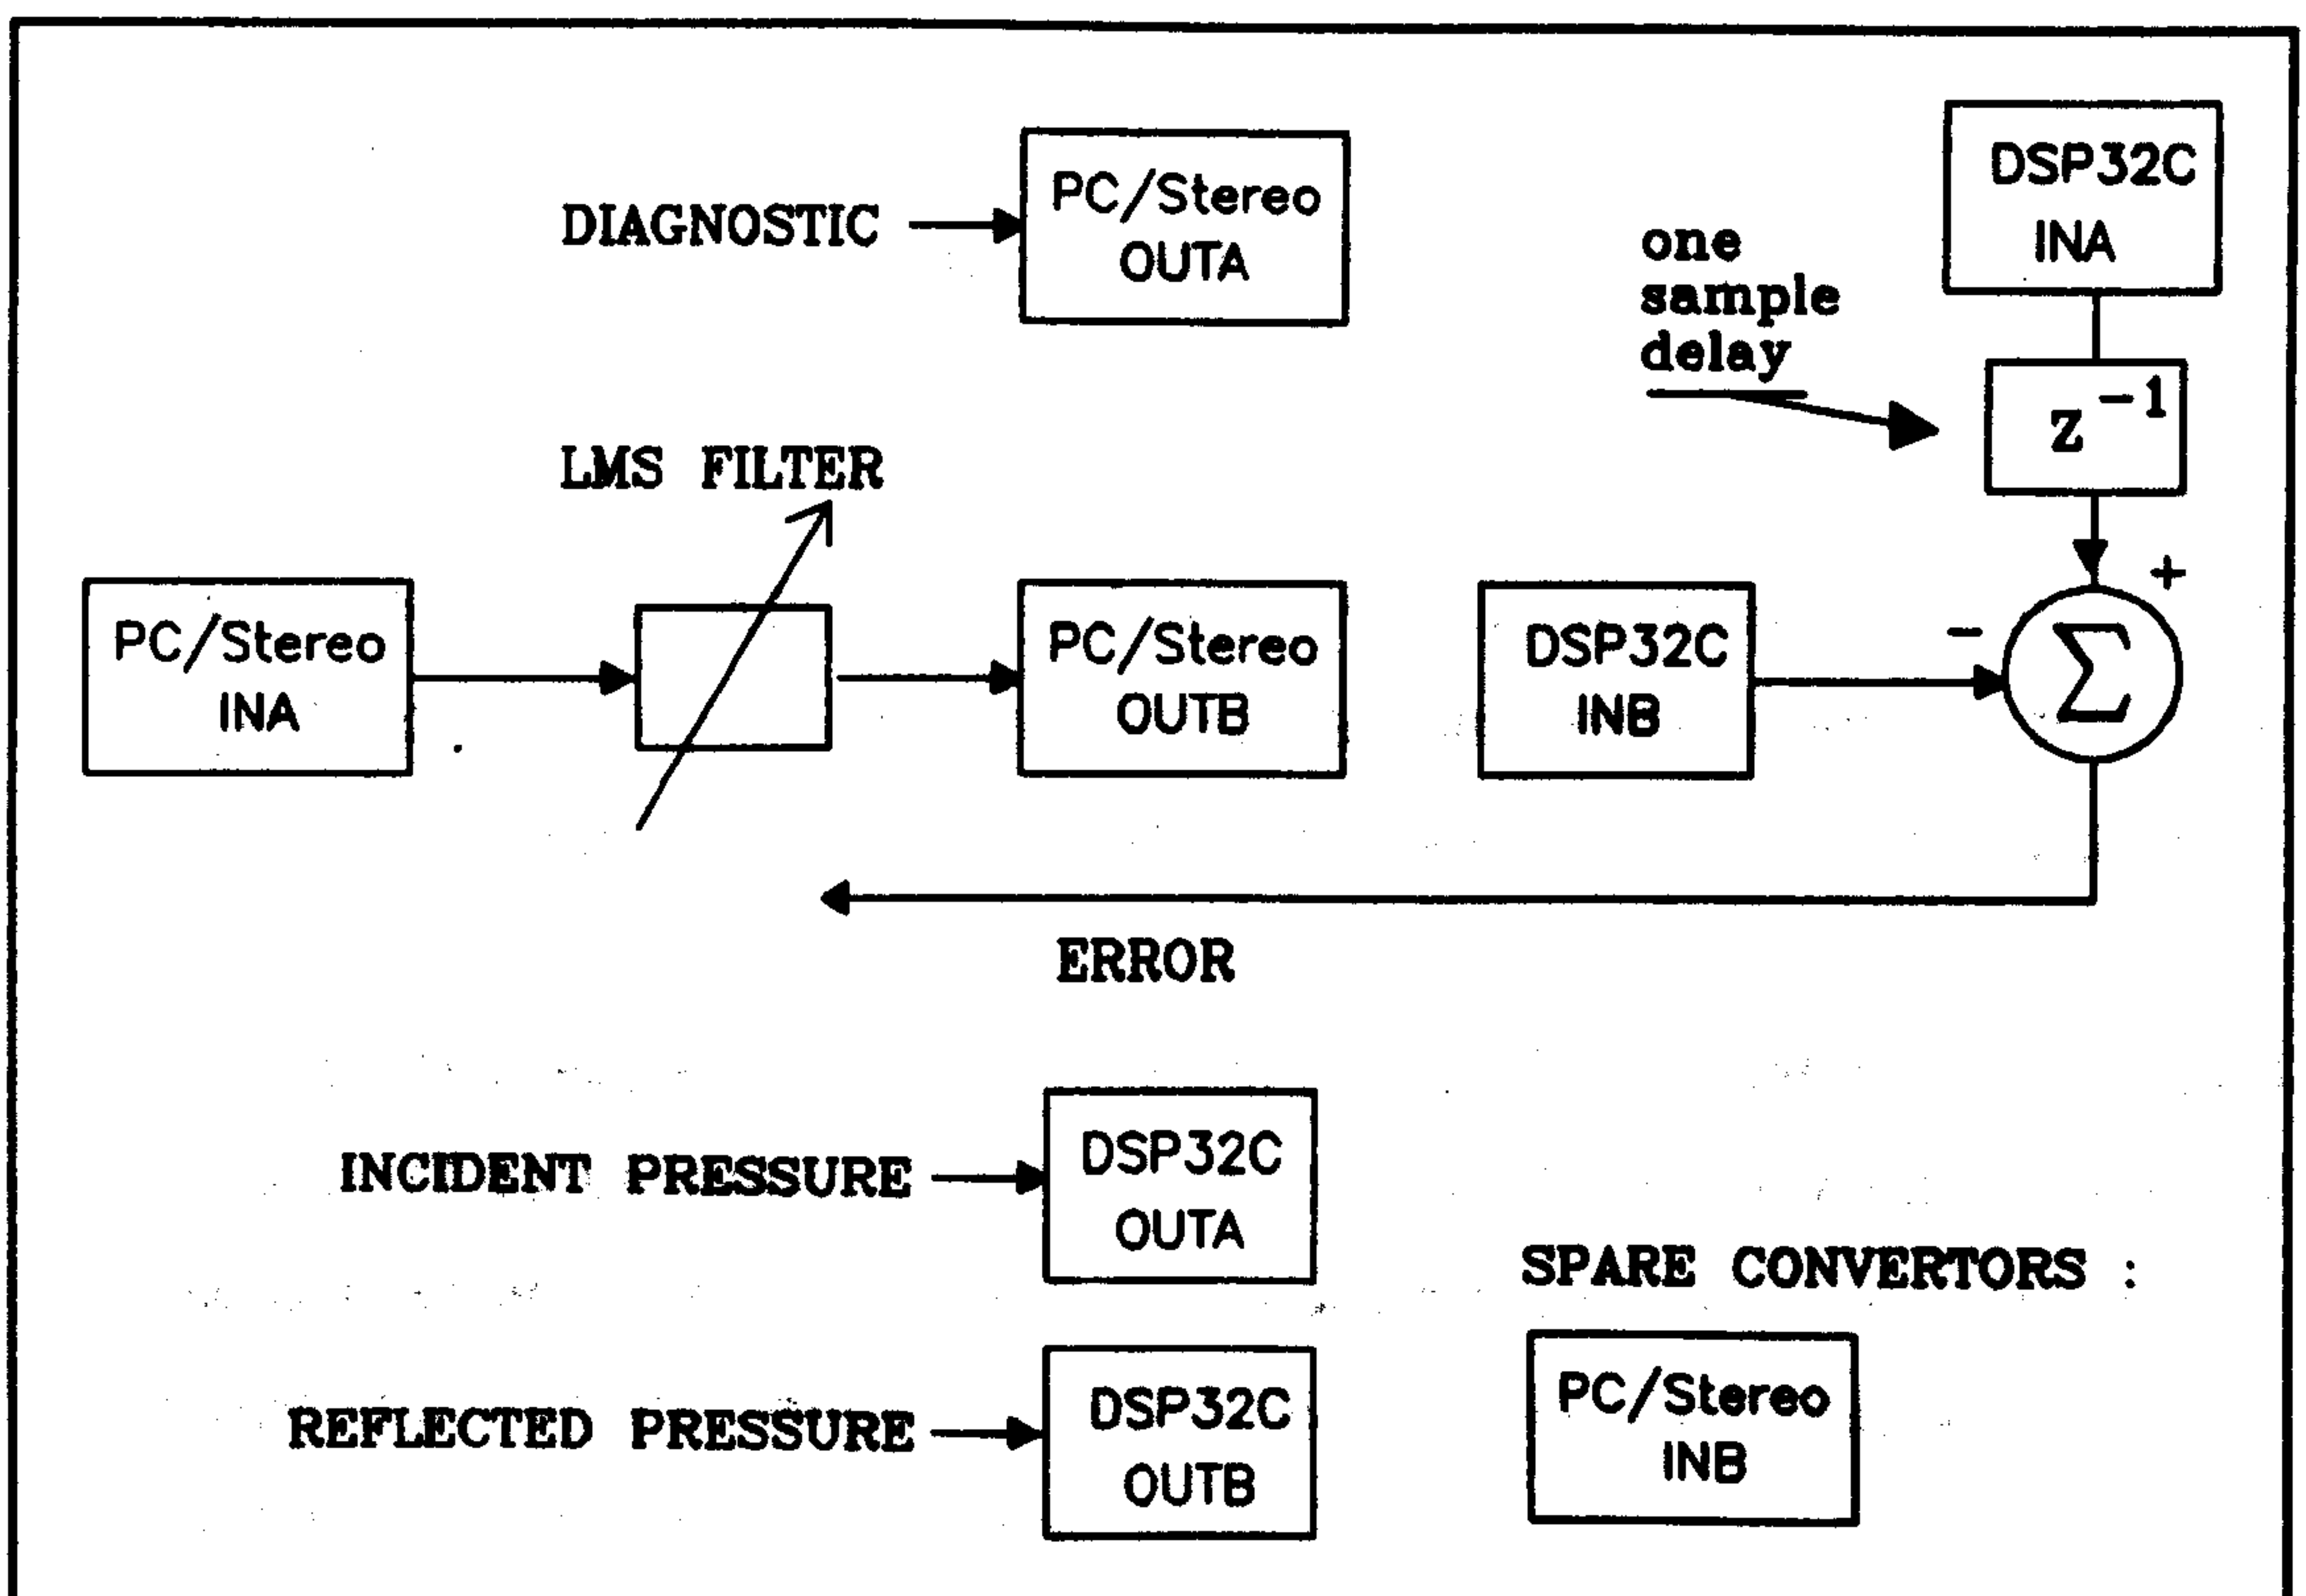 DIAGNOSTIC
PC/Stereo
OUTA
one
sample
delay
DSP32C
INA
z⁻¹
LMS FILTER
PC/Stereo
INA
PC/Stereo
OUTB
DSP32C
INB
-
+
Σ
ERROR
INCIDENT PRESSURE
DSP32C
OUTA
REFLECTED PRESSURE
DSP32C
OUTB
SPARE CONVERTORS :
PC/Stereo
INB